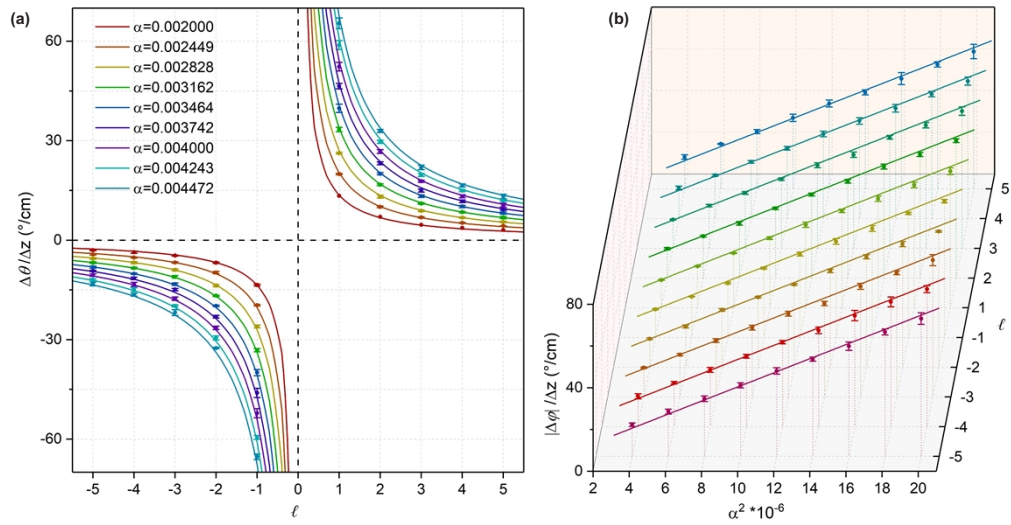 (a)
60
30
0
-30
-60
Δθ/Δz (°/cm)
α=0.002000
α=0.002449
α=0.002828
α=0.003162
α=0.003464
α=0.003742
α=0.004000
α=0.004243
α=0.004472
-5 -4 -3 -2 -1 0 1 2 3 4 5
ℓ
(b)
80
40
0
|Δφ|/Δz (°/cm)
2 4 6 8 10 12 14 16 18 20
α² *10⁻⁶
5
4
3
2
1
-1
-2
-3
-4
-5
ℓ